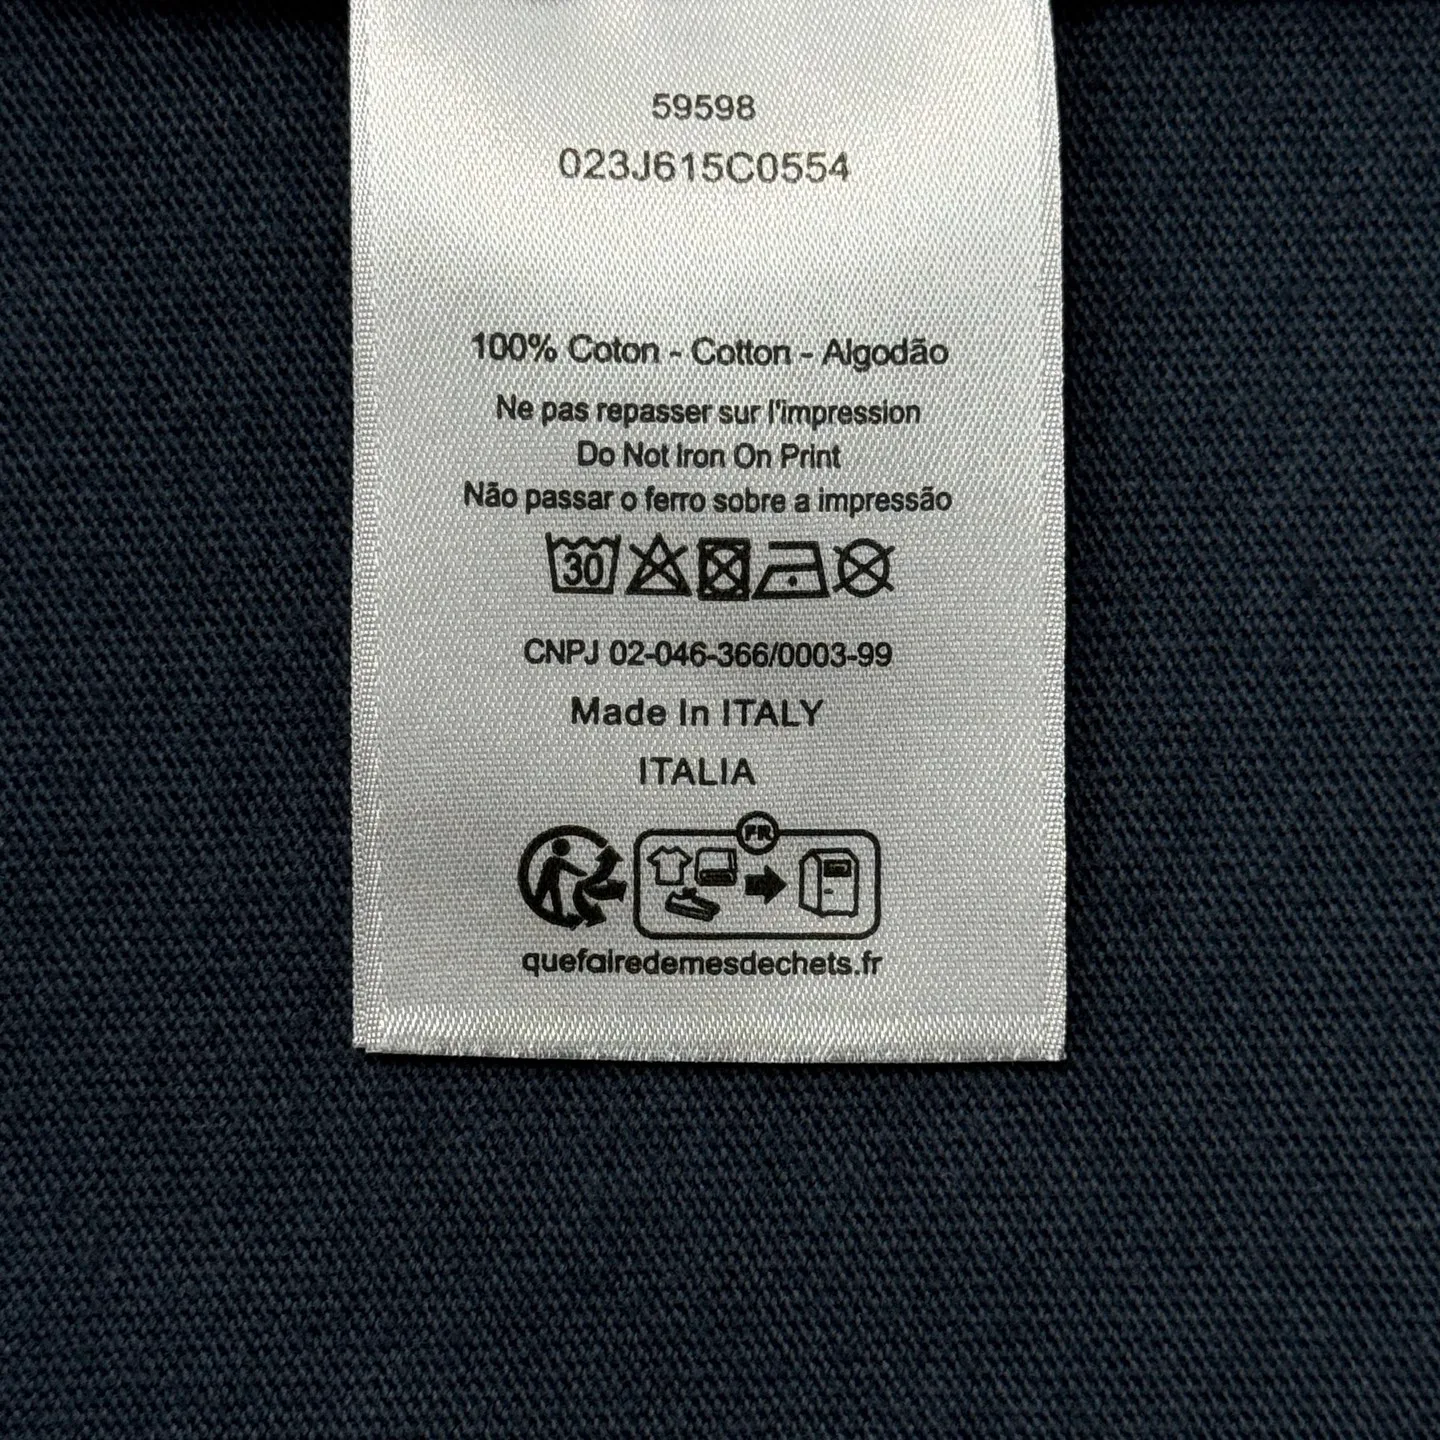 59598
023J615C0554
100% Coton - Cotton - Algodão
Ne pas repasser sur l'impression
Do Not Iron On Print
Não passar o ferro sobre a impressão
30
CNPJ 02-046-366/0003-99
Made In ITALY
ITALIA
FR
quefairedemesdechets.fr